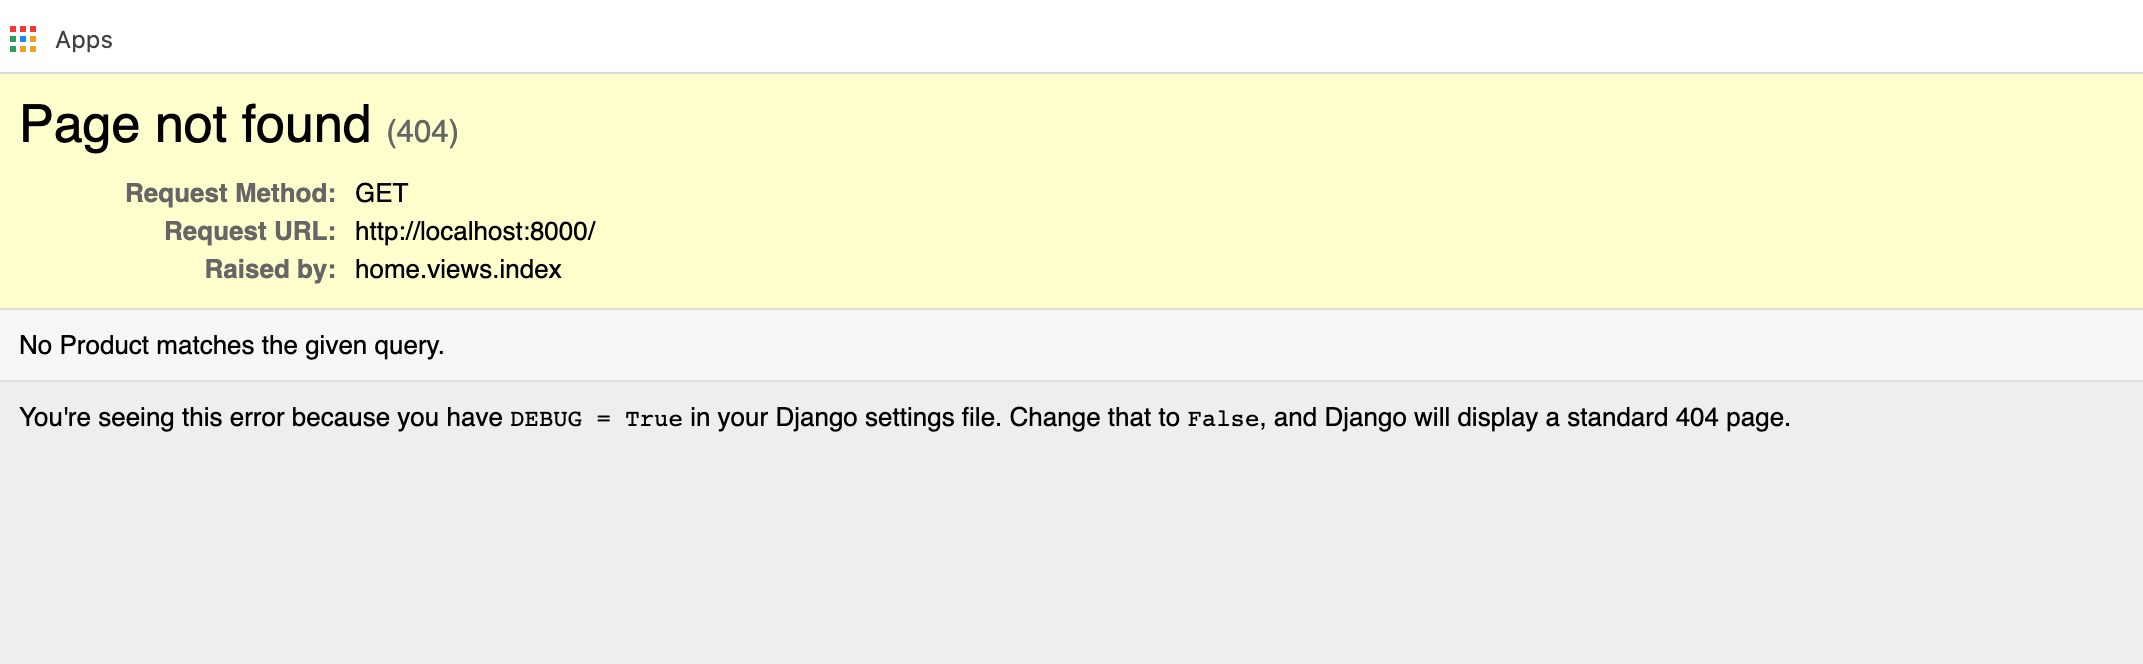 Apps
Page not found (404)
Request Method: GET
Request URL: http://localhost:8000/
Raised by: home.views.index
No Product matches the given query.
You're seeing this error because you have DEBUG = True in your Django settings file. Change that to False, and Django will display a standard 404 page.